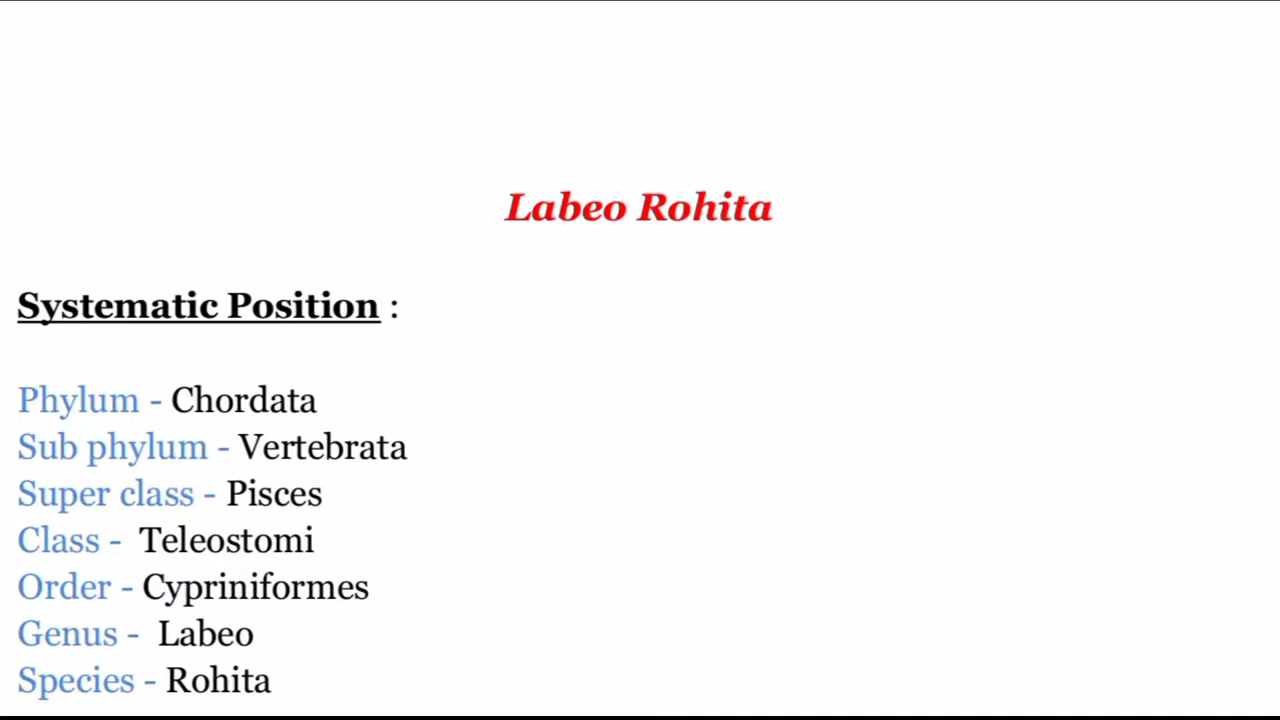 Labeo Rohita
Systematic Position :
Phylum - Chordata
Sub phylum - Vertebrata
Super class - Pisces
Class - Teleostomi
Order - Cypriniformes
Genus - Labeo
Species - Rohita